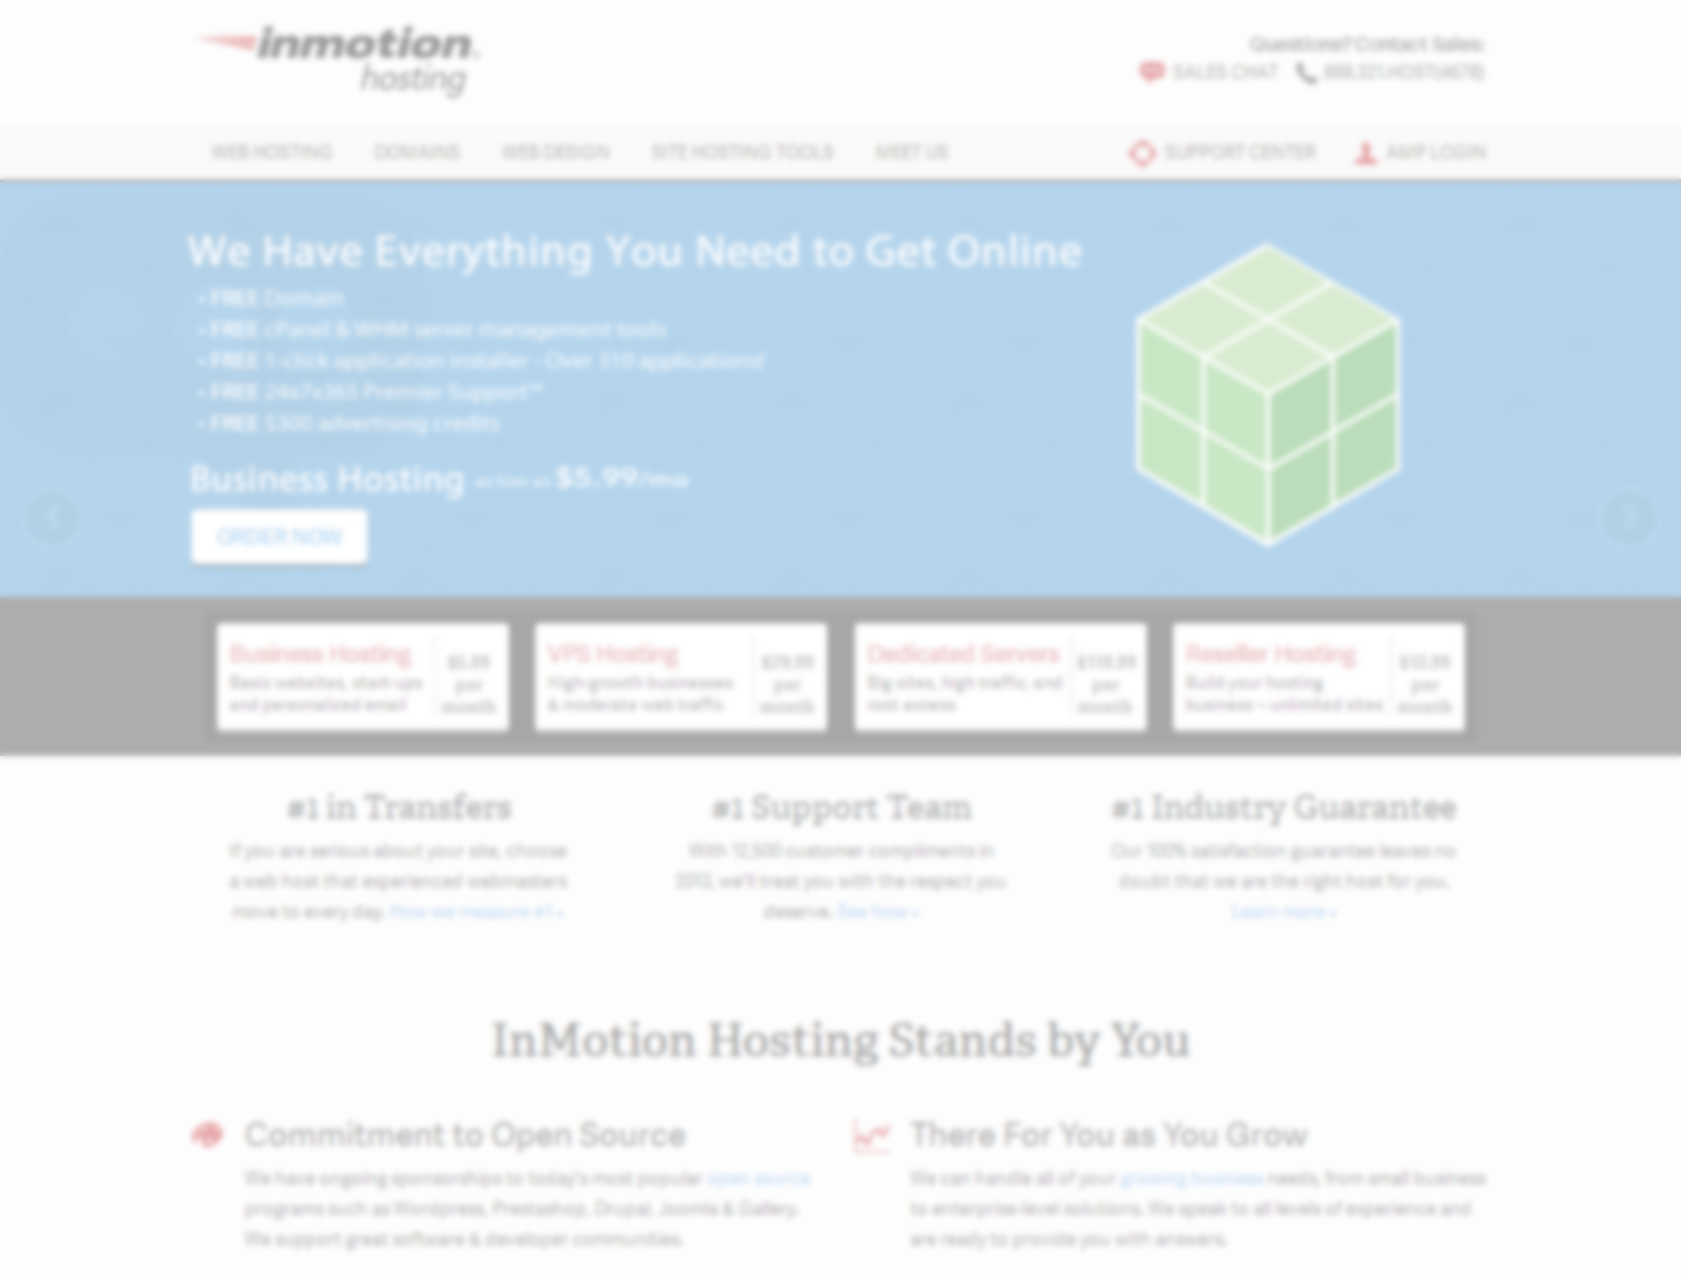 inmotion
hosting
Questions? Contact Sales:
SALES CHAT
888.321.HOST(4678)
WEB HOSTING
DOMAINS
WEB DESIGN
SITE HOSTING TOOLS
MEET US
SUPPORT CENTER
AMP LOGIN
We Have Everything You Need to Get Online
• FREE Domain
• FREE cPanel & WHM server management tools
• FREE 1-click application installer - Over 310 applications!
• FREE 24x7x365 Premier Support™
• FREE $300 advertising credits
Business Hosting as low as $5.99/mo
ORDER NOW
Business Hosting
Basic websites, start-ups
and personalized email
$5.99
per
month
VPS Hosting
High-growth businesses
& moderate web traffic
$29.99
per
month
Dedicated Servers
Big sites, high traffic, and
root access
$119.99
per
month
Reseller Hosting
Build your hosting
business – unlimited sites
$13.99
per
month
#1 in Transfers
If you are serious about your site, choose
a web host that experienced webmasters
move to every day. How we measure #1 »
#1 Support Team
With 12,500 customer compliments in
2013, we'll treat you with the respect you
deserve. See how »
#1 Industry Guarantee
Our 100% satisfaction guarantee leaves no
doubt that we are the right host for you.
Learn more »
InMotion Hosting Stands by You
Commitment to Open Source
We have ongoing sponsorships to today's most popular open source
programs such as Wordpress, Prestashop, Drupal, Joomla & Gallery.
We support great software & developer communities.
There For You as You Grow
We can handle all of your growing business needs, from small business
to enterprise-level solutions. We speak to all levels of experience and
are ready to provide you with answers.